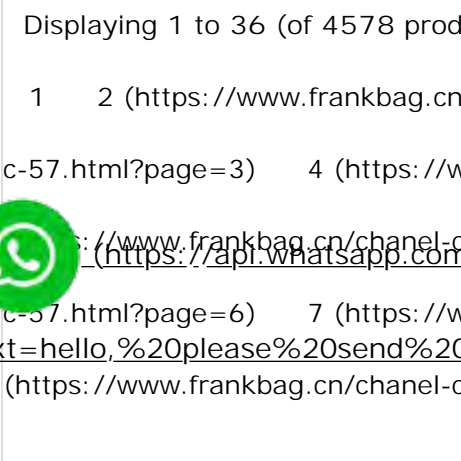 Displaying 1 to 36 (of 4578 prod
1 2 (https://www.frankbag.cn
c-57.html?page=3) 4 (https://w
s://www.frankbag.cn/chanel-c
(https://api.whatsapp.com
c-57.html?page=6) 7 (https://w
xt=hello,%20please%20send%20
(https://www.frankbag.cn/chanel-c